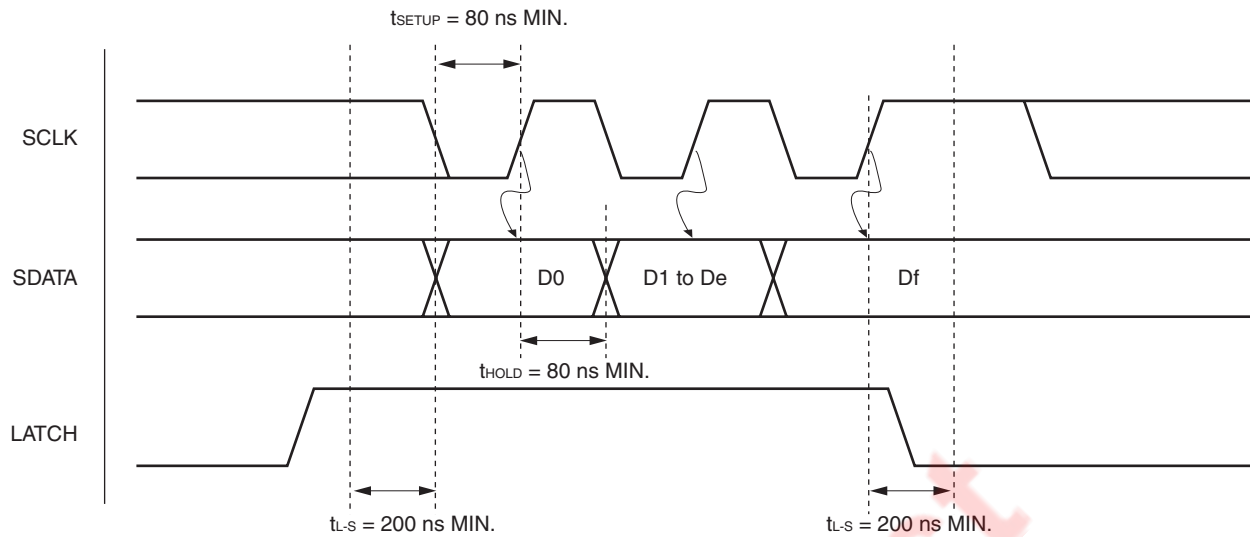 tSETUP = 80 ns MIN.
SCLK
SDATA
D0
D1 to De
Df
tHOLD = 80 ns MIN.
LATCH
tL-S = 200 ns MIN.
tL-S = 200 ns MIN.